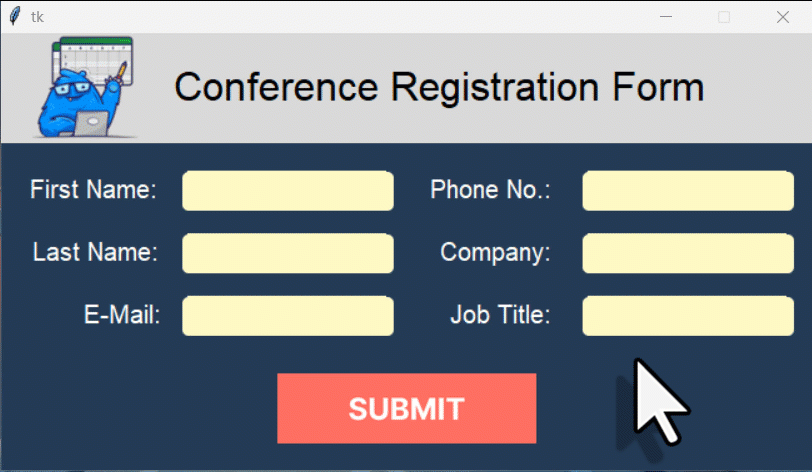 tk
Conference Registration Form
First Name:
Phone No.:
Last Name:
Company:
E-Mail:
Job Title:
SUBMIT